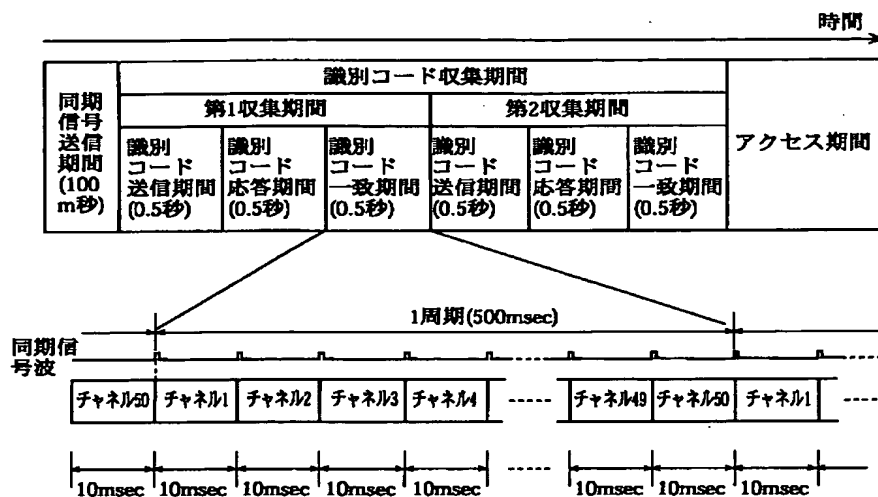 時間
識別コード収集期間
第1収集期間
第2収集期間
同期
信号
送信
期間
(100
m秒)
識別
コード
送信期間
(0.5秒)
識別
コード
応答期間
(0.5秒)
識別
コード
一致期間
(0.5秒)
識別
コード
送信期間
(0.5秒)
識別
コード
応答期間
(0.5秒)
識別
コード
一致期間
(0.5秒)
アクセス期間
1周期(500msec)
同期信
号波
チャネル50 チャネル1 チャネル2 チャネル3 チャネル4 チャネル49 チャネル50 チャネル1
10msec 10msec 10msec 10msec 10msec 10msec 10msec 10msec